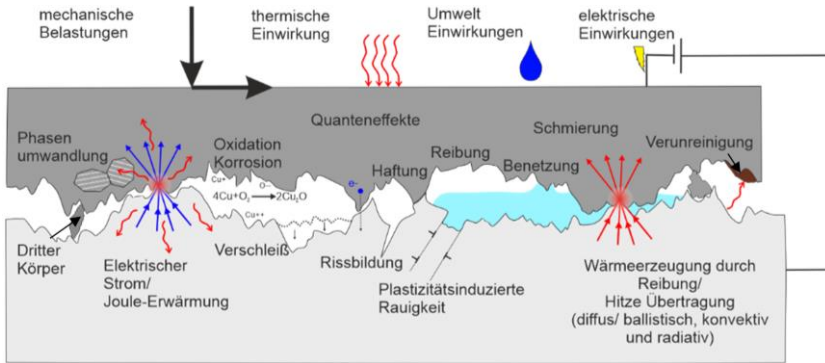 mechanische
Belastungen
thermische
Einwirkung
Umwelt
Einwirkungen
elektrische
Einwirkungen
Quanteneffekte
Schmierung
Phasen
umwandlung
Oxidation
Korrosion
Reibung
Verunreinigung
Haftung
Benetzung
Cu+
O--
4Cu+O₂→2Cu₂O
e-
Cu++
Dritter
Körper
Verschleiß
Rissbildung
Elektrischer
Strom/
Joule-Erwärmung
Plastizitätsinduzierte
Rauigkeit
Wärmeerzeugung durch
Reibung/
Hitze Übertragung
(diffus/ ballistisch, konvektiv
und radiativ)